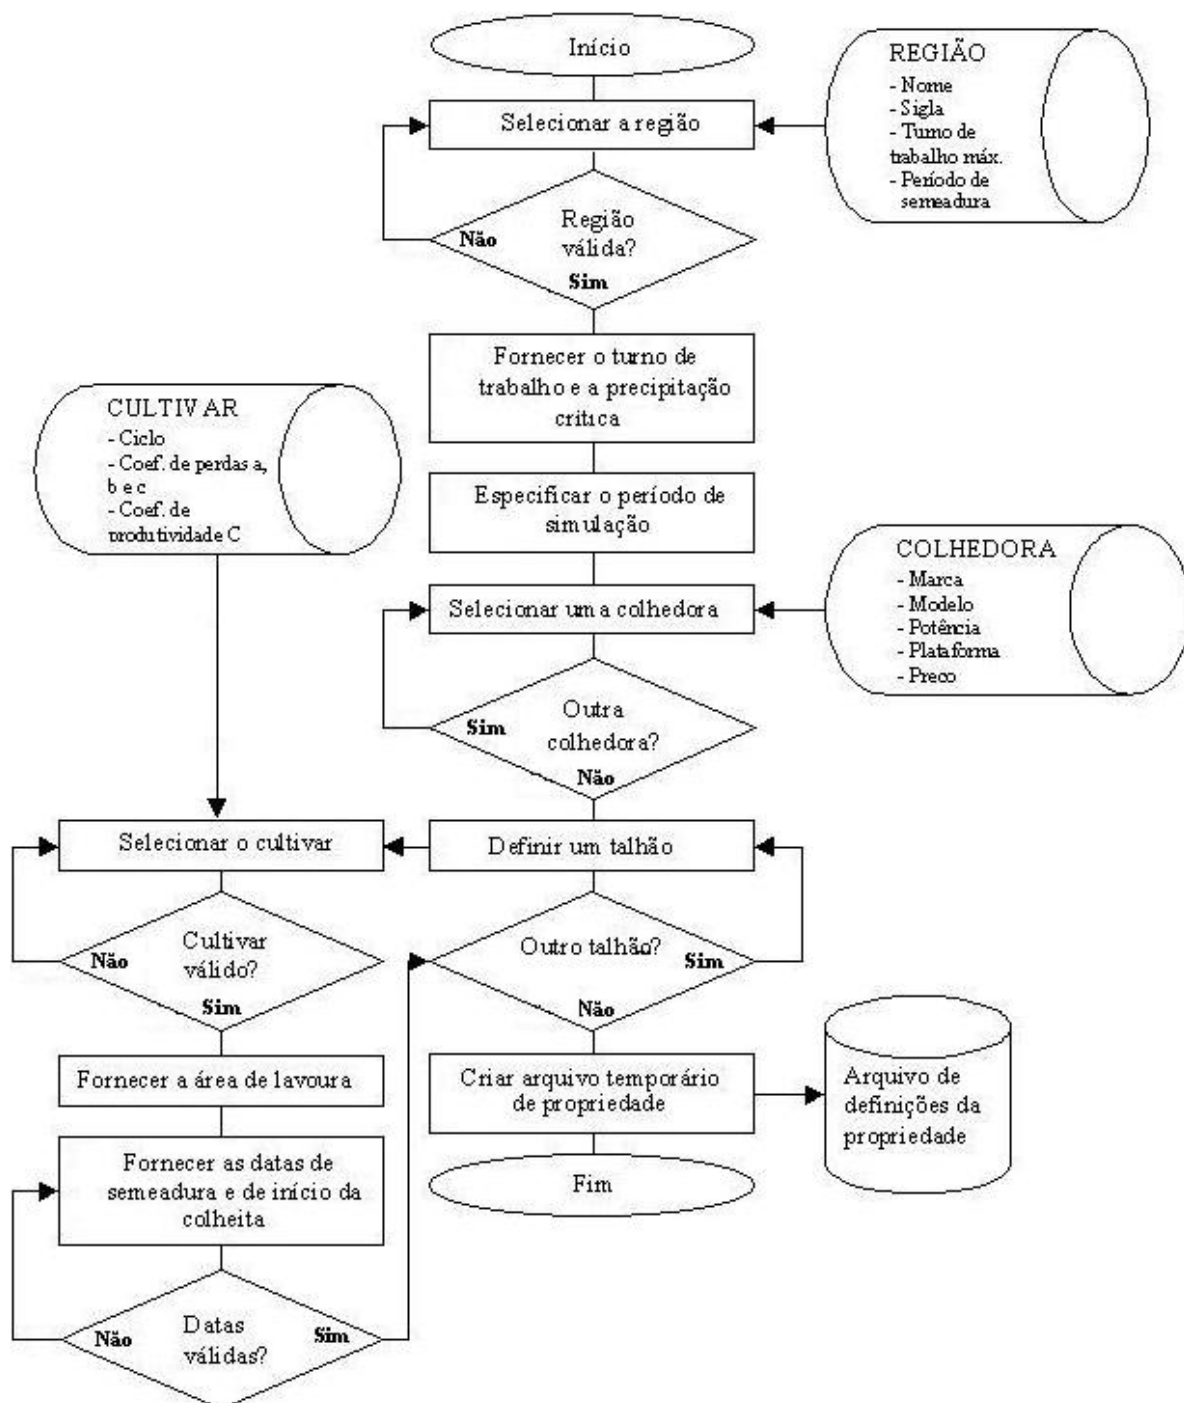 Início
Selecionar a região
REGIÃO
- Nome
- Sigla
- Turno de
trabalho máx.
- Período de
semeadura
Região
válida?
Não
Sim
Fornecer o turno de
trabalho e a precipitação
critica
CULTIVAR
- Ciclo
- Coef. de perdas a,
b e c
- Coef. de
produtividade C
Especificar o período de
simulação
Selecionar uma colhedora
COLHEDORA
- Marca
- Modelo
- Potência
- Plataforma
- Preco
Outra
colhedora?
Sim
Não
Definir um talhão
Selecionar o cultivar
Cultivar
válido?
Não
Sim
Outro talhão?
Sim
Não
Fornecer a área de lavoura
Criar arquivo temporário
de propriedade
Arquivo de
definições da
propriedade
Fornecer as datas de
semeadura e de início da
colheita
Fim
Datas
válidas?
Não
Sim